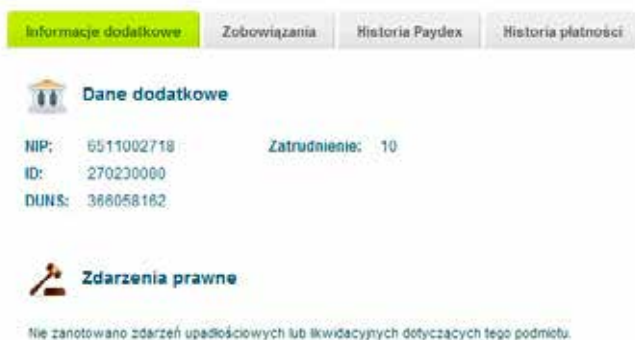 Informacje dodatkowe Zobowiązania Historia Paydex Historia płatności
Dane dodatkowe
NIP: 6511002718 Zatrudnienie: 10
ID: 270230000
DUNS: 366058162
Zdarzenia prawne
Nie zanotowano zdarzeń upadłościowych lub likwidacyjnych dotyczących tego podmiotu.